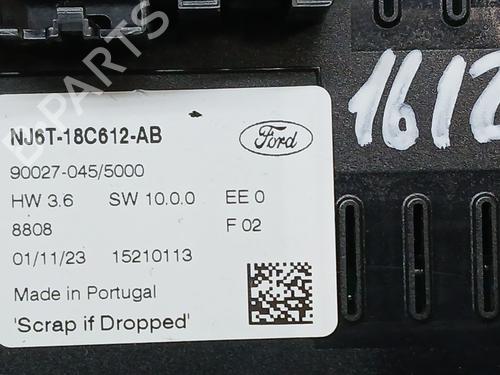 NJ6T-18C612-AB
Ford
90027-045/5000
HW 3.6 SW 10.0.0 EE 0
8808 F 02
01/11/23 15210113
Made in Portugal
'Scrap if Dropped'
1612
B-PARTS